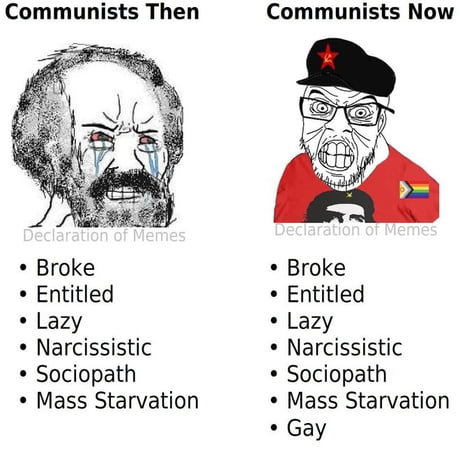 Communists Then
Communists Now
Declaration of Memes
Declaration of Memes
• Broke
• Entitled
• Lazy
• Narcissistic
• Sociopath
• Mass Starvation
• Broke
• Entitled
• Lazy
• Narcissistic
• Sociopath
• Mass Starvation
• Gay